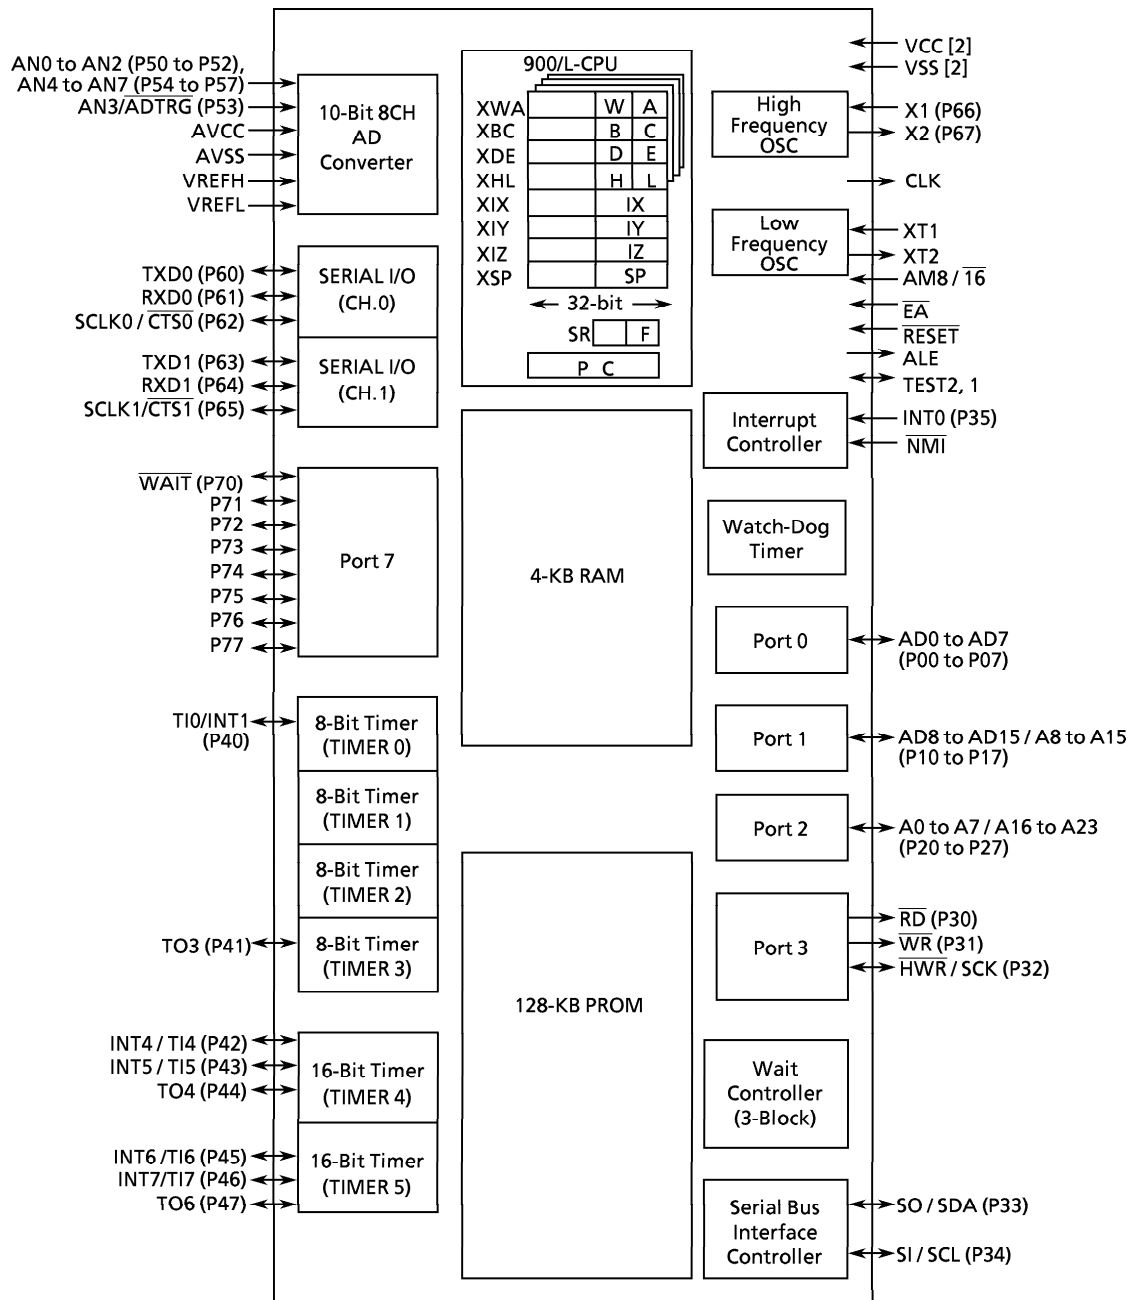 AN0 to AN2 (P50 to P52),
AN4 to AN7 (P54 to P57)
AN3/ADTRG (P53)
AVCC
AVSS
VREFH
VREFL
10-Bit 8CH
AD
Converter
TXD0 (P60)
RXD0 (P61)
SCLK0 / CTS0 (P62)
SERIAL I/O
(CH.0)
TXD1 (P63)
RXD1 (P64)
SCLK1/CTS1 (P65)
SERIAL I/O
(CH.1)
WAIT (P70)
P71
P72
P73
P74
P75
P76
P77
Port 7
TI0/INT1
(P40)
8-Bit Timer
(TIMER 0)
8-Bit Timer
(TIMER 1)
8-Bit Timer
(TIMER 2)
TO3 (P41)
8-Bit Timer
(TIMER 3)
INT4 / TI4 (P42)
INT5 / TI5 (P43)
TO4 (P44)
16-Bit Timer
(TIMER 4)
INT6 /TI6 (P45)
INT7/TI7 (P46)
TO6 (P47)
16-Bit Timer
(TIMER 5)
900/L-CPU
XWA W A
XBC B C
XDE D E
XHL H L
XIX IX
XIY IY
XIZ IZ
XSP SP
32-bit
SR F
P C
4-KB RAM
128-KB PROM
VCC [2]
VSS [2]
High
Frequency
OSC
X1 (P66)
X2 (P67)
CLK
Low
Frequency
OSC
XT1
XT2
AM8 / 16
EA
RESET
ALE
TEST2, 1
Interrupt
Controller
INT0 (P35)
NMI
Watch-Dog
Timer
Port 0
AD0 to AD7
(P00 to P07)
Port 1
AD8 to AD15 / A8 to A15
(P10 to P17)
Port 2
A0 to A7 / A16 to A23
(P20 to P27)
Port 3
RD (P30)
WR (P31)
HWR / SCK (P32)
Wait
Controller
(3-Block)
Serial Bus
Interface
Controller
SO / SDA (P33)
SI / SCL (P34)